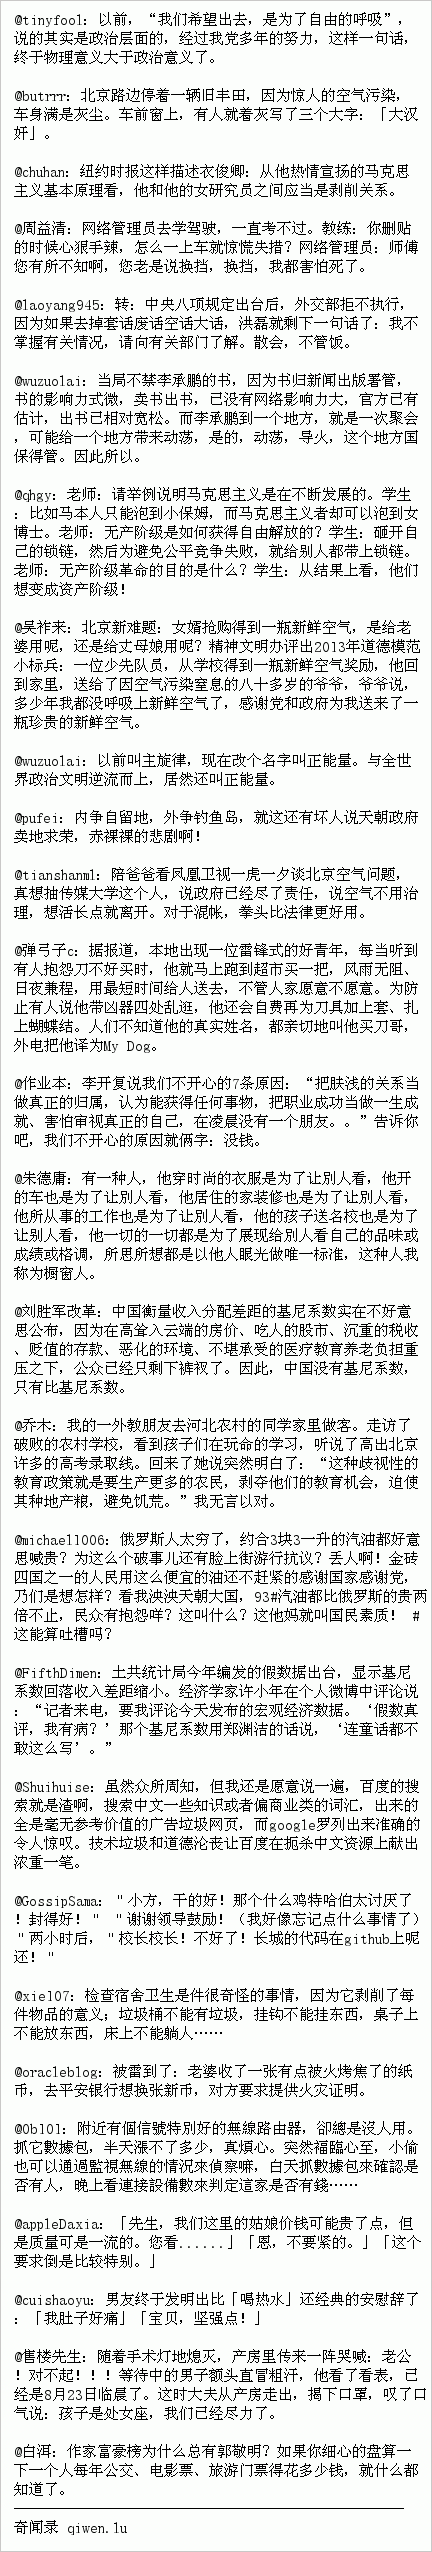 @tinyfool：以前，“我们希望出去，是为了自由的呼吸”，
说的其实是政治层面的，经过我党多年的努力，这样一句话，
终于物理意义大于政治意义了。
@butrrr：北京路边停着一辆旧丰田，因为惊人的空气污染，
车身满是灰尘。车前窗上，有人就着灰写了三个大字：「大汉
奸」。
@chuhan：纽约时报这样描述衣俊卿：从他热情宣扬的马克思
主义基本原理看，他和他的女研究员之间应当是剥削关系。
@周益清：网络管理员去学驾驶，一直考不过。教练：你删贴
的时候心狠手辣，怎么一上车就惊慌失措？网络管理员：师傅
您有所不知啊，您老是说换挡，换挡，我都害怕死了。
@laoyang945：转：中央八项规定出台后，外交部拒不执行，
因为如果去掉套话废话空话大话，洪磊就剩下一句话了：我不
掌握有关情况，请向有关部门了解。散会，不管饭。
@wuzuolai：当局不禁李承鹏的书，因为书归新闻出版署管，
书的影响力式微，卖书出书，已没有网络影响力大，官方已有
估计，出书已相对宽松。而李承鹏到一个地方，就是一次聚会
，可能给一个地方带来动荡，是的，动荡，导火，这个地方国
保得管。因此所以。
@qhgy：老师：请举例说明马克思主义是在不断发展的。学生
：比如马本人只能泡到小保姆，而马克思主义者却可以泡到女
博士。老师：无产阶级是如何获得自由解放的？学生：砸开自
己的锁链，然后为避免公平竞争失败，就给别人都带上锁链。
老师：无产阶级革命的目的是什么？学生：从结果上看，他们
想变成资产阶级！
@吴祚来：北京新难题：女婿抢购得到一瓶新鲜空气，是给老
婆用呢，还是给丈母娘用呢？精神文明办评出2013年道德模范
小标兵：一位少先队员，从学校得到一瓶新鲜空气奖励，他回
到家里，送给了因空气污染窒息的八十多岁的爷爷，爷爷说，
多少年我都没呼吸上新鲜空气了，感谢党和政府为我送来了一
瓶珍贵的新鲜空气。
@wuzuolai：以前叫主旋律，现在改个名字叫正能量。与全世
界政治文明逆流而上，居然还叫正能量。
@pufei：内争自留地，外争钓鱼岛，就这还有坏人说天朝政府
卖地求荣，赤裸裸的悲剧啊！
@tianshanml：陪爸爸看凤凰卫视一虎一夕谈北京空气问题，
真想抽传媒大学这个人，说政府已经尽了责任，说空气不用治
理，想活长点就离开。对于混帐，拳头比法律更好用。
@弹弓子c：据报道，本地出现一位雷锋式的好青年，每当听到
有人抱怨刀不好买时，他就马上跑到超市买一把，风雨无阻、
日夜兼程，用最短时间给人送去，不管人家愿意不愿意。为防
止有人说他带凶器四处乱逛，他还会自费再为刀具加上套、扎
上蝴蝶结。人们不知道他的真实姓名，都亲切地叫他买刀哥，
外电把他译为My Dog。
@作业本：李开复说我们不开心的7条原因：“把肤浅的关系当
做真正的归属，认为能获得任何事物，把职业成功当做一生成
就、害怕审视真正的自己，在凌晨没有一个朋友。。”告诉你
吧，我们不开心的原因就俩字：没钱。
@朱德庸：有一种人，他穿时尚的衣服是为了让别人看，他开
的车也是为了让别人看，他居住的家装修也是为了让别人看，
他所从事的工作也是为了让别人看，他的孩子送名校也是为了
让别人看，他一切的一切都是为了展现给别人看自己的品味或
成绩或格调，所思所想都是以他人眼光做唯一标准，这种人我
称为橱窗人。
@刘胜军改革：中国衡量收入分配差距的基尼系数实在不好意
思公布，因为在高耸入云端的房价、吃人的股市、沉重的税收
、贬值的存款、恶化的环境、不堪承受的医疗教育养老负担重
压之下，公众已经只剩下裤衩了。因此，中国没有基尼系数，
只有比基尼系数。
@乔木：我的一外教朋友去河北农村的同学家里做客。走访了
破败的农村学校，看到孩子们在玩命的学习，听说了高出北京
许多的高考录取线。回来了她说突然明白了：“这种歧视性的
教育政策就是要生产更多的农民，剥夺他们的教育机会，迫使
其种地产粮，避免饥荒。”我无言以对。
@michael1006：俄罗斯人太穷了，约合3块3一升的汽油都好意
思喊贵？为这么个破事儿还有脸上街游行抗议？丢人啊！金砖
四国之一的人民用这么便宜的油还不赶紧的感谢国家感谢党，
乃们是想怎样？看我泱泱天朝大国，93#汽油都比俄罗斯的贵两
倍不止，民众有抱怨咩？这叫什么？这他妈就叫国民素质！ #
这能算吐槽吗？
@FifthDimen：土共统计局今年编发的假数据出台，显示基尼
系数回落收入差距缩小。经济学家许小年在个人微博中评论说
：“记者来电，要我评论今天发布的宏观经济数据。‘假数真
评，我有病？’那个基尼系数用郑渊洁的话说，‘连童话都不
敢这么写’。”
@Shuihuise：虽然众所周知，但我还是愿意说一遍，百度的搜
索就是渣啊，搜索中文一些知识或者偏商业类的词汇，出来的
全是毫无参考价值的广告垃圾网页，而google罗列出来准确的
令人惊叹。技术垃圾和道德沦丧让百度在扼杀中文资源上献出
浓重一笔。
@GossipSama："小方，干的好！那个什么鸡特哈伯太讨厌了
！封得好！" "谢谢领导鼓励！（我好像忘记点什么事情了）
"两小时后，"校长校长！不好了！长城的代码在github上呢
还！"
@xie107：检查宿舍卫生是件很奇怪的事情，因为它剥削了每
件物品的意义；垃圾桶不能有垃圾，挂钩不能挂东西，桌子上
不能放东西，床上不能躺人……
@oracleblog：被雷到了：老婆收了一张有点被火烤焦了的纸
币，去平安银行想换张新币，对方要求提供火灾证明。
@Ob101：附近有個信號特別好的無線路由器，卻總是沒人用。
抓它數據包，半天漲不了多少，真煩心。突然福臨心至，小偷
也可以通過監視無線的情況來偵察嘛，白天抓數據包來確認是
否有人，晚上看連接設備數來判定這家是否有錢……
@appleDaxia：「先生，我们这里的姑娘价钱可能贵了点，但
是质量可是一流的。您看......」「恩，不要紧的。」「这个
要求倒是比较特别。」
@cuishaoyu：男友终于发明出比「喝热水」还经典的安慰辞了
：「我肚子好痛」「宝贝，坚强点！」
@售楼先生：随着手术灯地熄灭，产房里传来一阵哭喊：老公
！对不起！！！等待中的男子额头直冒粗汗，他看了看表，已
经是8月23日临晨了。这时大夫从产房走出，揭下口罩，叹了口
气说：孩子是处女座，我们已经尽力了。
@白洱：作家富豪榜为什么总有郭敬明？如果你细心的盘算一
下一个人每年公交、电影票、旅游门票得花多少钱，就什么都
知道了。
奇闻录 qiwen.lu